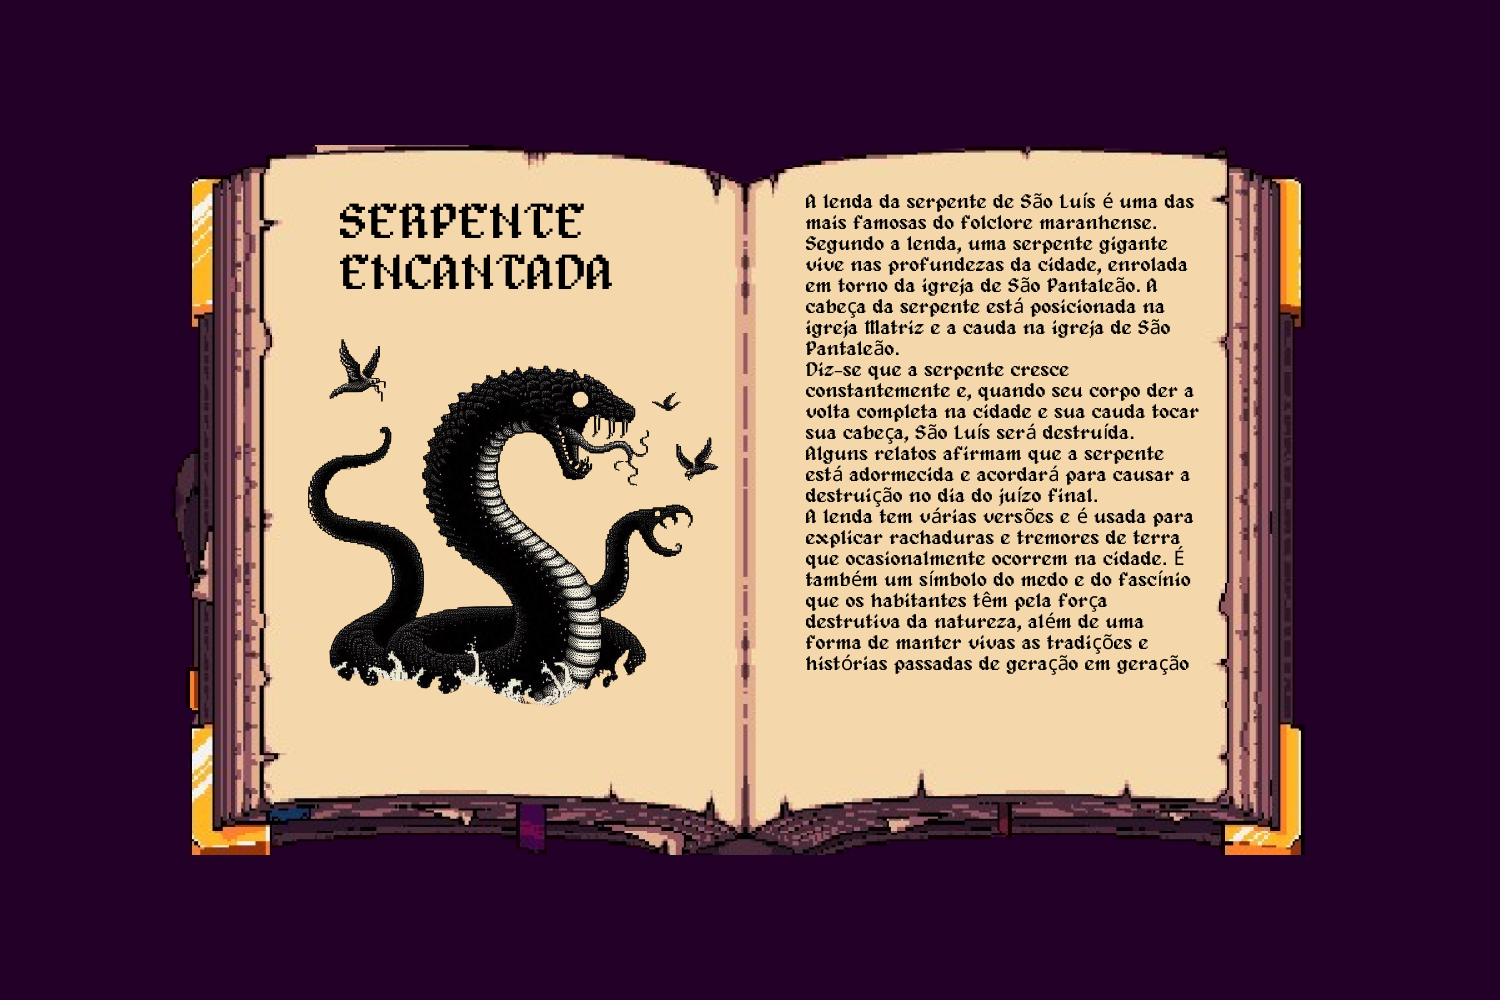 SERPENTE
ENCANTADA
A lenda da serpente de São Luís é uma das
mais famosas do folclore maranhense.
Segundo a lenda, uma serpente gigante
vive nas profundezas da cidade, enrolada
em torno da igreja de São Pantaleão. A
cabeça da serpente está posicionada na
igreja Matriz e a cauda na igreja de São
Pantaleão.
Diz-se que a serpente cresce
constantemente e, quando seu corpo der a
volta completa na cidade e sua cauda tocar
sua cabeça, São Luís será destruída.
Alguns relatos afirmam que a serpente
está adormecida e acordará para causar a
destruição no dia do juízo final.
A lenda tem várias versões e é usada para
explicar rachaduras e tremores de terra
que ocasionalmente ocorrem na cidade. É
também um símbolo do medo e do fascínio
que os habitantes têm pela força
destrutiva da natureza, além de uma
forma de manter vivas as tradições e
histórias passadas de geração em geração